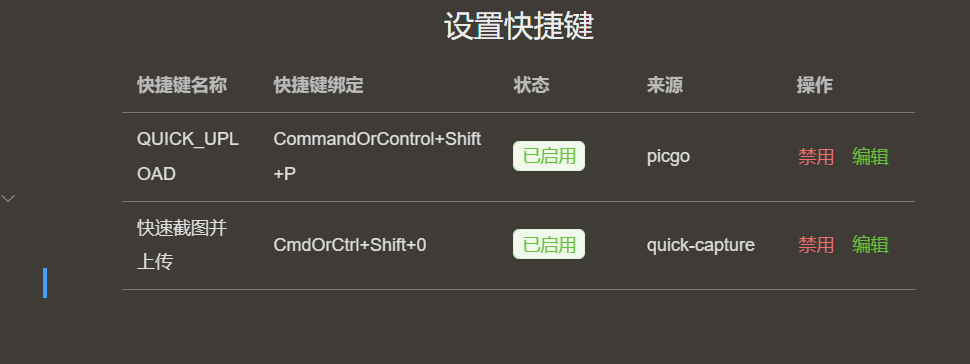 设置快捷键
快捷键名称 快捷键绑定 状态 来源 操作
QUICK_UPL
OAD
CommandOrControl+Shift
+P
已启用
picgo
禁用 编辑
快速截图并
上传
CmdOrCtrl+Shift+0
已启用
quick-capture
禁用 编辑